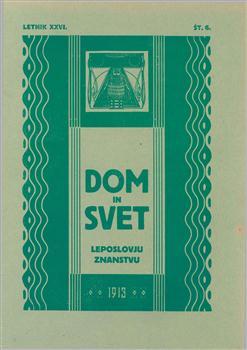 LETNIK XXVI. ŠT. 6.
DOM
IN
SVET
LEPOSLOVJU
ZNANSTVU
1913